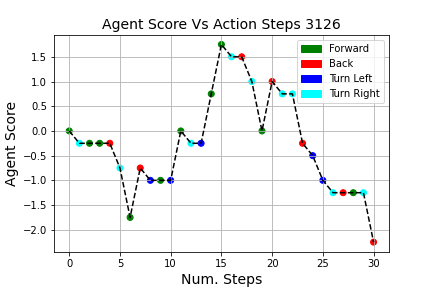 Agent Score Vs Action Steps 3126
Forward
Back
Turn Left
Turn Right
1.5
1.0
0.5
0.0
−0.5
−1.0
−1.5
−2.0
Agent Score
0 5 10 15 20 25 30
Num. Steps